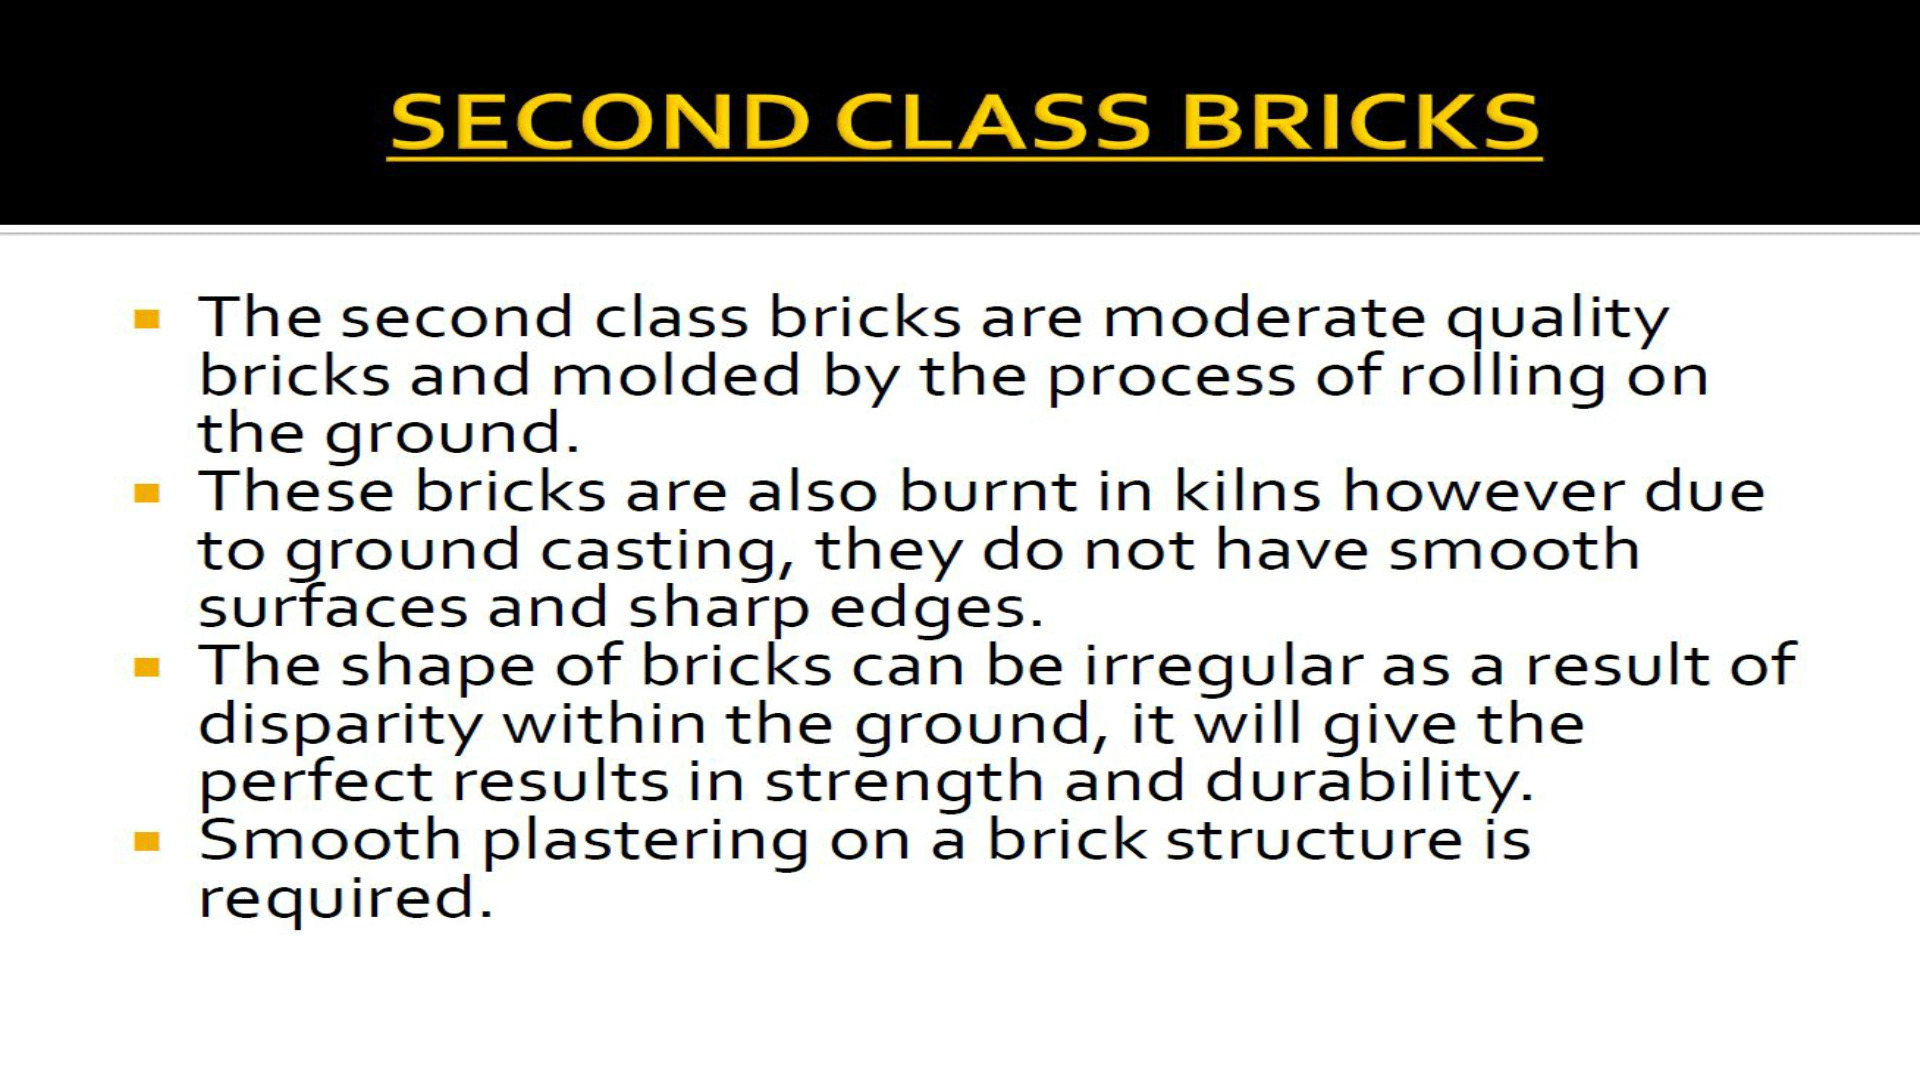 SECOND CLASS BRICKS
The second class bricks are moderate quality
bricks and molded by the process of rolling on
the ground.
These bricks are also burnt in kilns however due
to ground casting, they do not have smooth
surfaces and sharp edges.
The shape of bricks can be irregular as a result of
disparity within the ground, it will give the
perfect results in strength and durability.
Smooth plastering on a brick structure is
required.